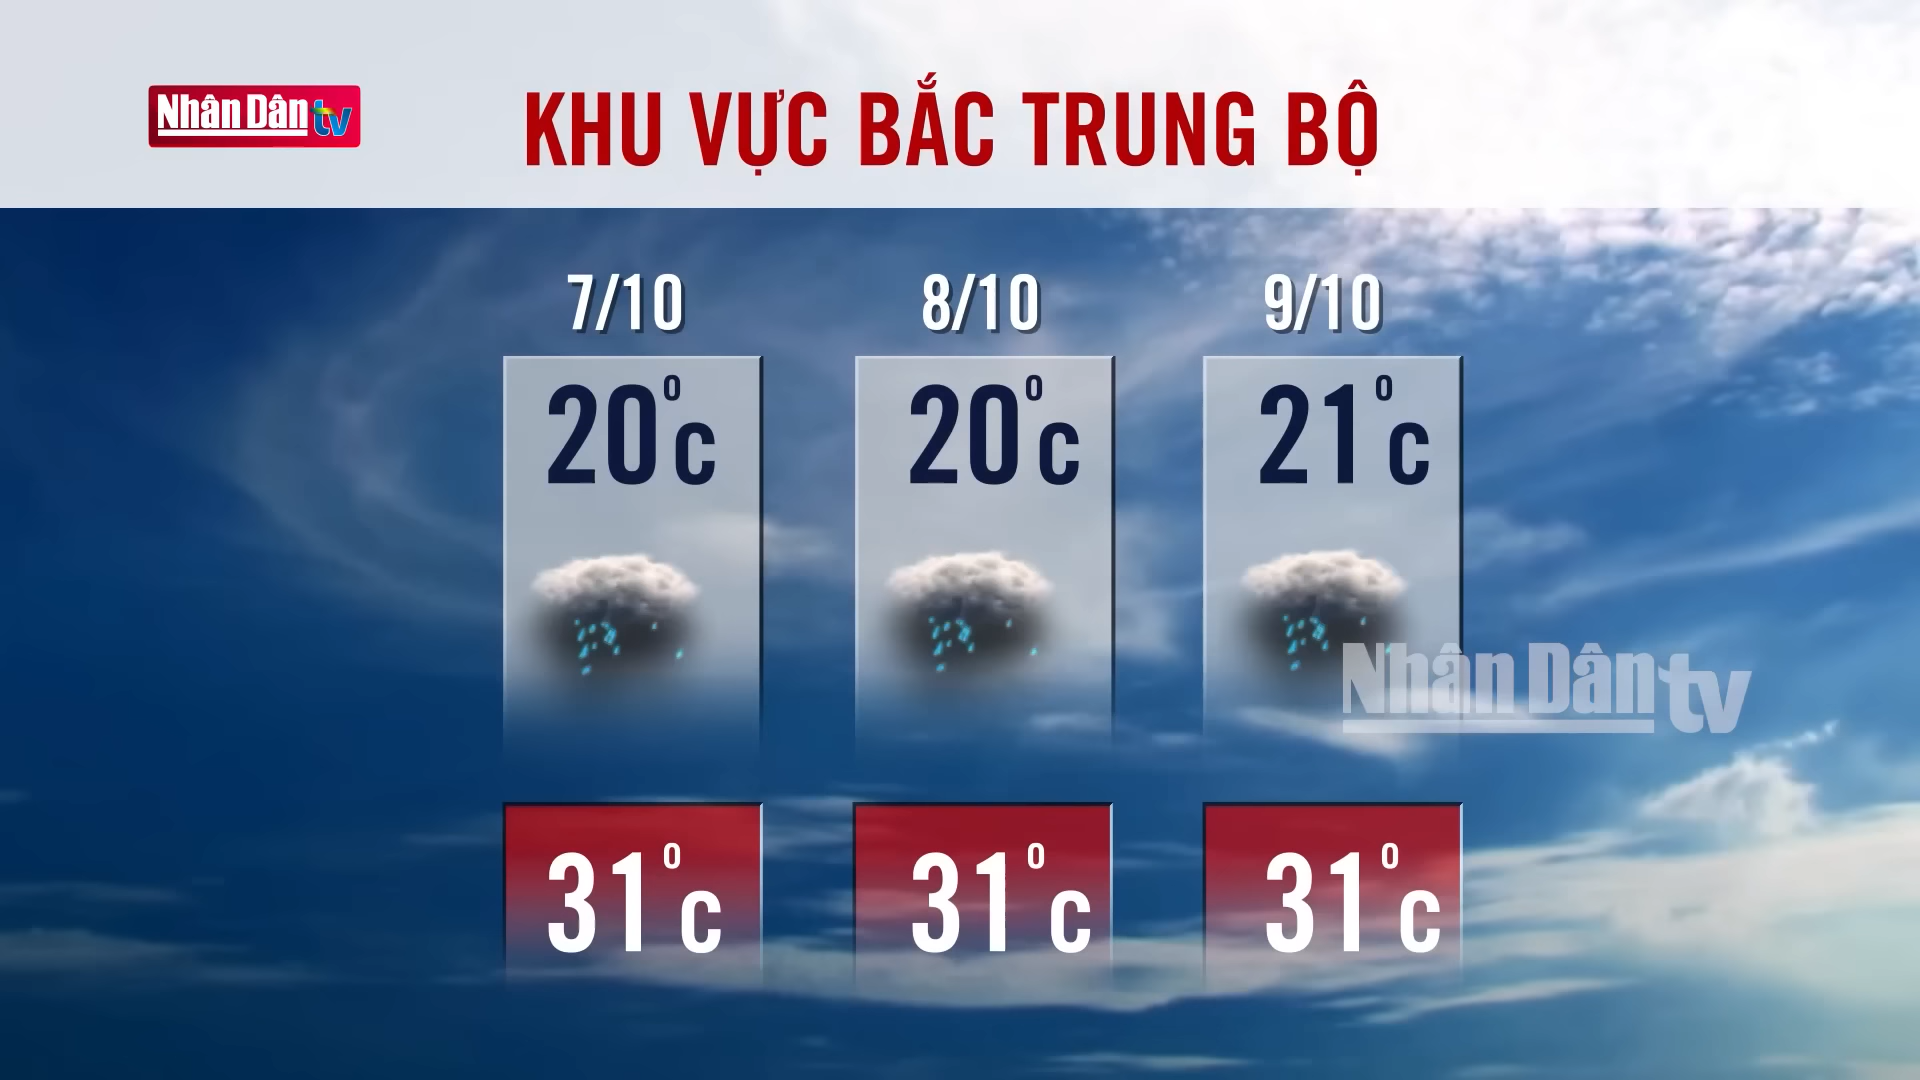 Nhân Dân tv
KHU VỰC BẮC TRUNG BỘ
7/10 8/10 9/10
20°C 20°C 21°C
Nhân Dân tv
31°C 31°C 31°C